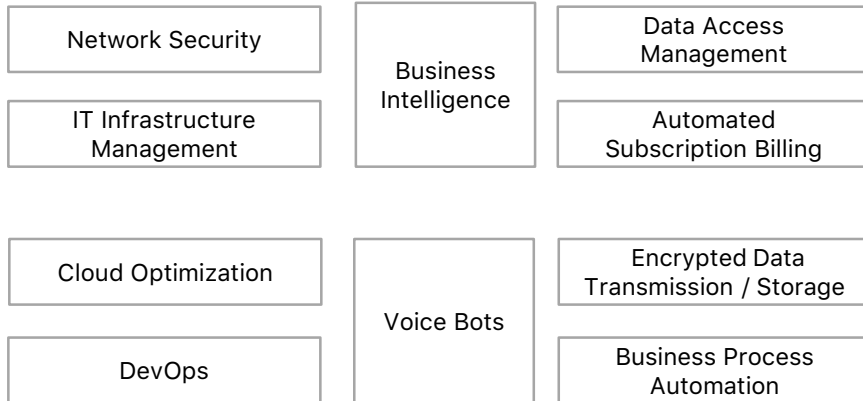 Network Security
Business
Intelligence
Data Access
Management
IT Infrastructure
Management
Automated
Subscription Billing
Cloud Optimization
Voice Bots
Encrypted Data
Transmission / Storage
DevOps
Business Process
Automation